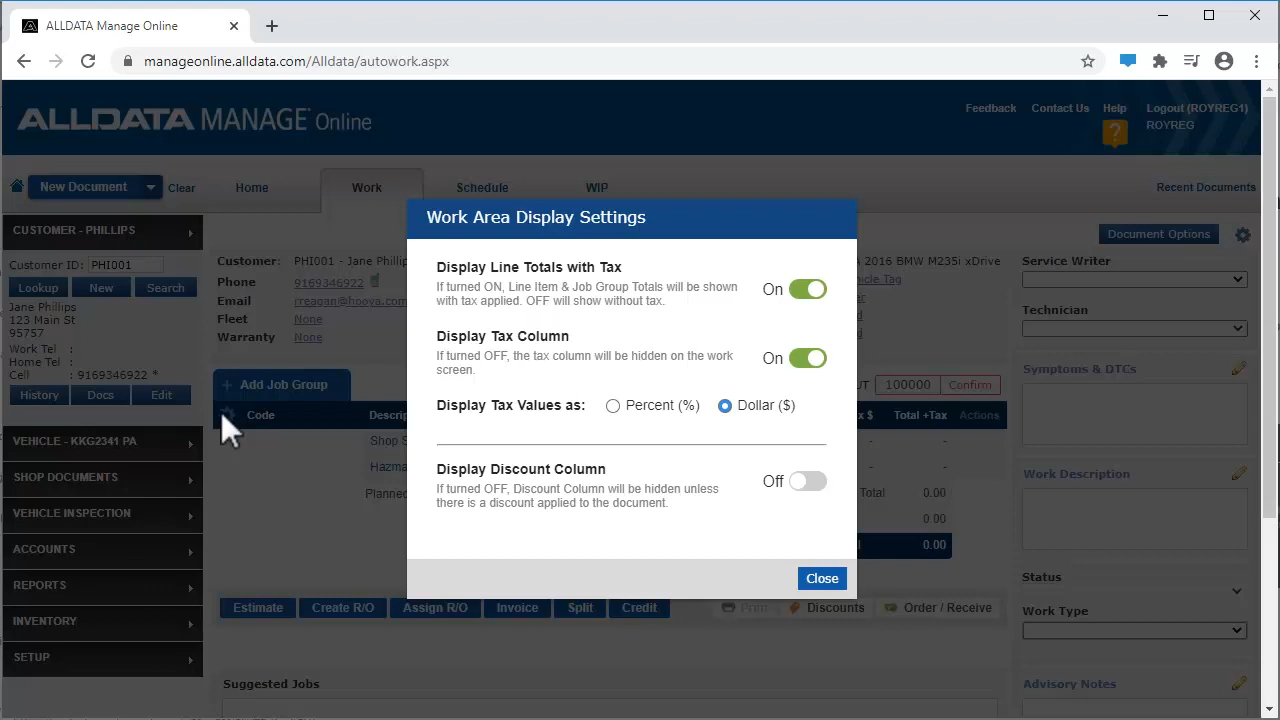 ALLDATA Manage Online
manageonline.alldata.com/Alldata/autowork.aspx
ALLDATA MANAGE Online
Feedback Contact Us Help Logout (ROYREG1)
ROYREG
New Document Clear Home Work Schedule WIP Recent Documents
CUSTOMER - PHILLIPS
Customer ID: PHI001
Lookup New Search
Jane Phillips
123 Main St
95757
Work Tel :
Home Tel :
Cell : 9169346922 *
History Docs Edit
VEHICLE - KKG2341 PA
SHOP DOCUMENTS
VEHICLE INSPECTION
ACCOUNTS
REPORTS
INVENTORY
SETUP
Document Options
Customer: PHI001 - Jane Phillip
Phone 9169346922
Email rreagan@hooya.com
Fleet None
Warranty None
A 2016 BMW M235i xDrive
hicle Tag
Add Job Group
UT 100000 Confirm
Code Descrip x $ Total +Tax Actions
Shop S - -
Hazma - -
Planned Total 0.00
0.00
0.00
Work Area Display Settings
Display Line Totals with Tax
If turned ON, Line Item & Job Group Totals will be shown
with tax applied. OFF will show without tax.
On
Display Tax Column
If turned OFF, the tax column will be hidden on the work
screen.
On
Display Tax Values as: Percent (%) Dollar ($)
Display Discount Column
If turned OFF, Discount Column will be hidden unless
there is a discount applied to the document.
Off
Close
Estimate Create R/O Assign R/O Invoice Split Credit Print Discounts Order / Receive
Suggested Jobs
Service Writer
Technician
Symptoms & DTCs
Work Description
Status
Work Type
Advisory Notes